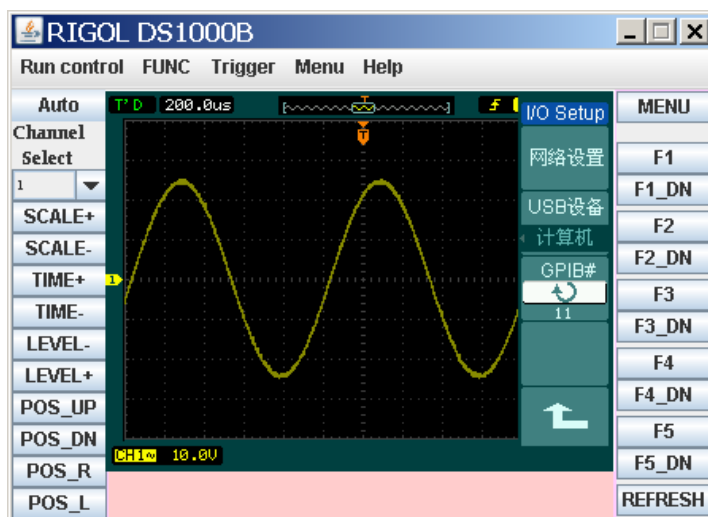 RIGOL DS1000B
Run control FUNC Trigger Menu Help
Auto
Channel
Select
1
SCALE+
SCALE-
TIME+
TIME-
LEVEL-
LEVEL+
POS_UP
POS_DN
POS_R
POS_L
T'D 200.0us
T
1
CH1~ 10.0V
I/O Setup
网络设置
USB设备
计算机
GPIB#
11
MENU
F1
F1_DN
F2
F2_DN
F3
F3_DN
F4
F4_DN
F5
F5_DN
REFRESH